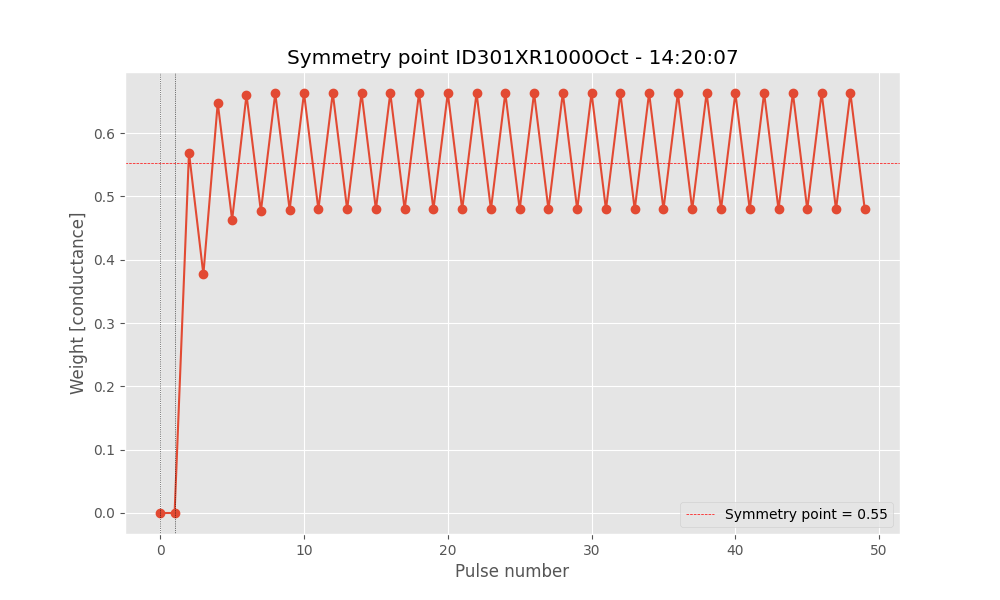 Symmetry point ID301XR1000Oct - 14:20:07
Weight [conductance]
0.6
0.5
0.4
0.3
0.2
0.1
0.0
Symmetry point = 0.55
0 10 20 30 40 50
Pulse number